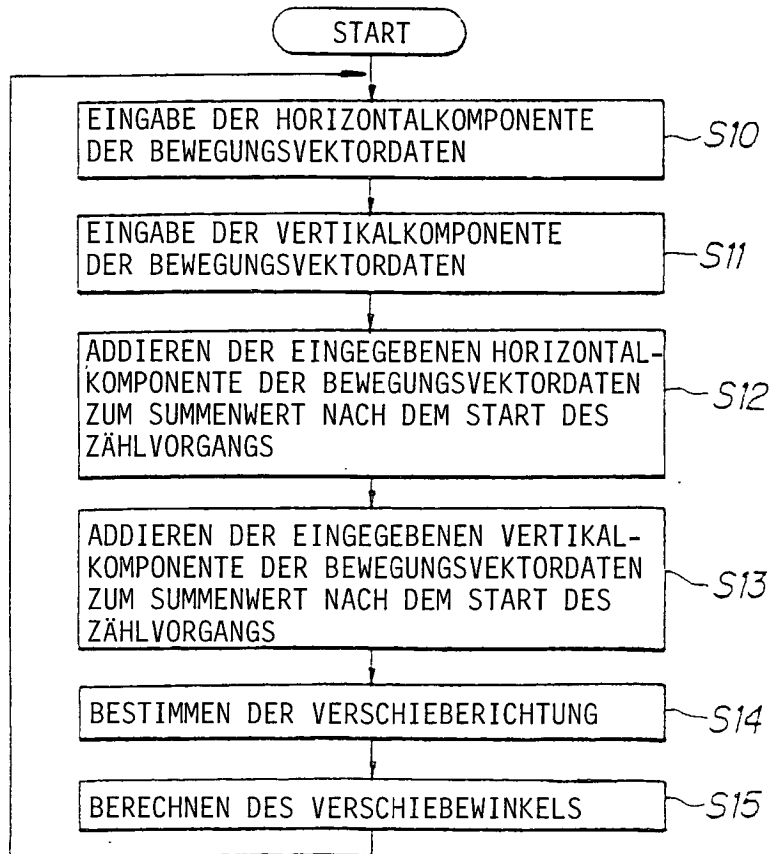 START
EINGABE DER HORIZONTALKOMPONENTE
DER BEWEGUNGSVEKTORDATEN
S10
EINGABE DER VERTIKALKOMPONENTE
DER BEWEGUNGSVEKTORDATEN
S11
ADDIEREN DER EINGEGEBENEN HORIZONTAL-
KOMPONENTE DER BEWEGUNGSVEKTORDATEN
ZUM SUMMENWERT NACH DEM START DES
ZÄHLVORGANGS
S12
ADDIEREN DER EINGEGEBENEN VERTIKAL-
KOMPONENTE DER BEWEGUNGSVEKTORDATEN
ZUM SUMMENWERT NACH DEM START DES
ZÄHLVORGANGS
S13
BESTIMMEN DER VERSCHIEBERICHTUNG
S14
BERECHNEN DES VERSCHIEBEWINKELS
S15